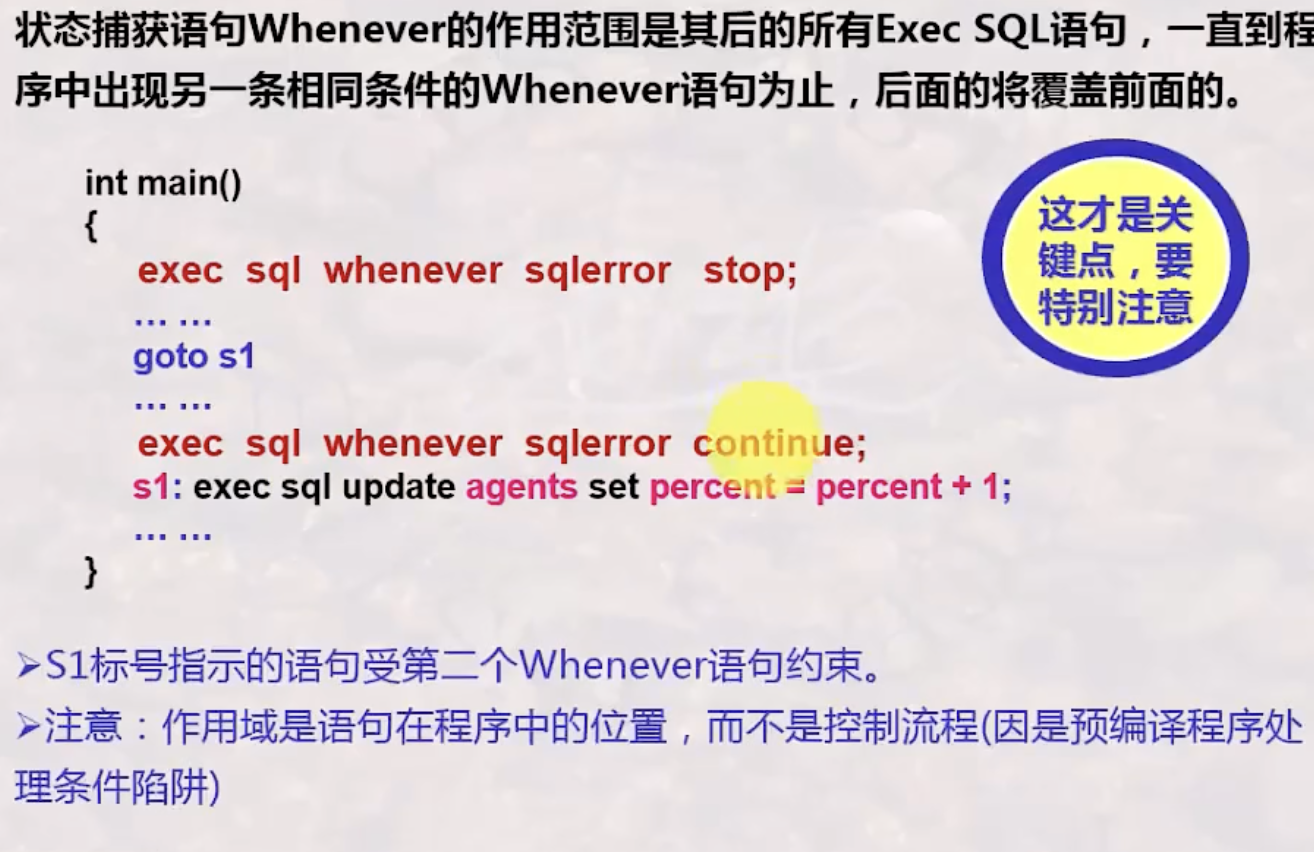 状态捕获语句Whenever的作用范围是其后的所有Exec SQL语句，一直到程
序中出现另一条相同条件的Whenever语句为止，后面的将覆盖前面的。
int main()
{
exec sql whenever sqlerror stop;
... ...
goto s1
... ...
exec sql whenever sqlerror continue;
s1: exec sql update agents set percent = percent + 1;
... ...
}
这才是关
键点，要
特别注意
➢S1标号指示的语句受第二个Whenever语句约束。
➢注意：作用域是语句在程序中的位置，而不是控制流程(因是预编译程序处
理条件陷阱)